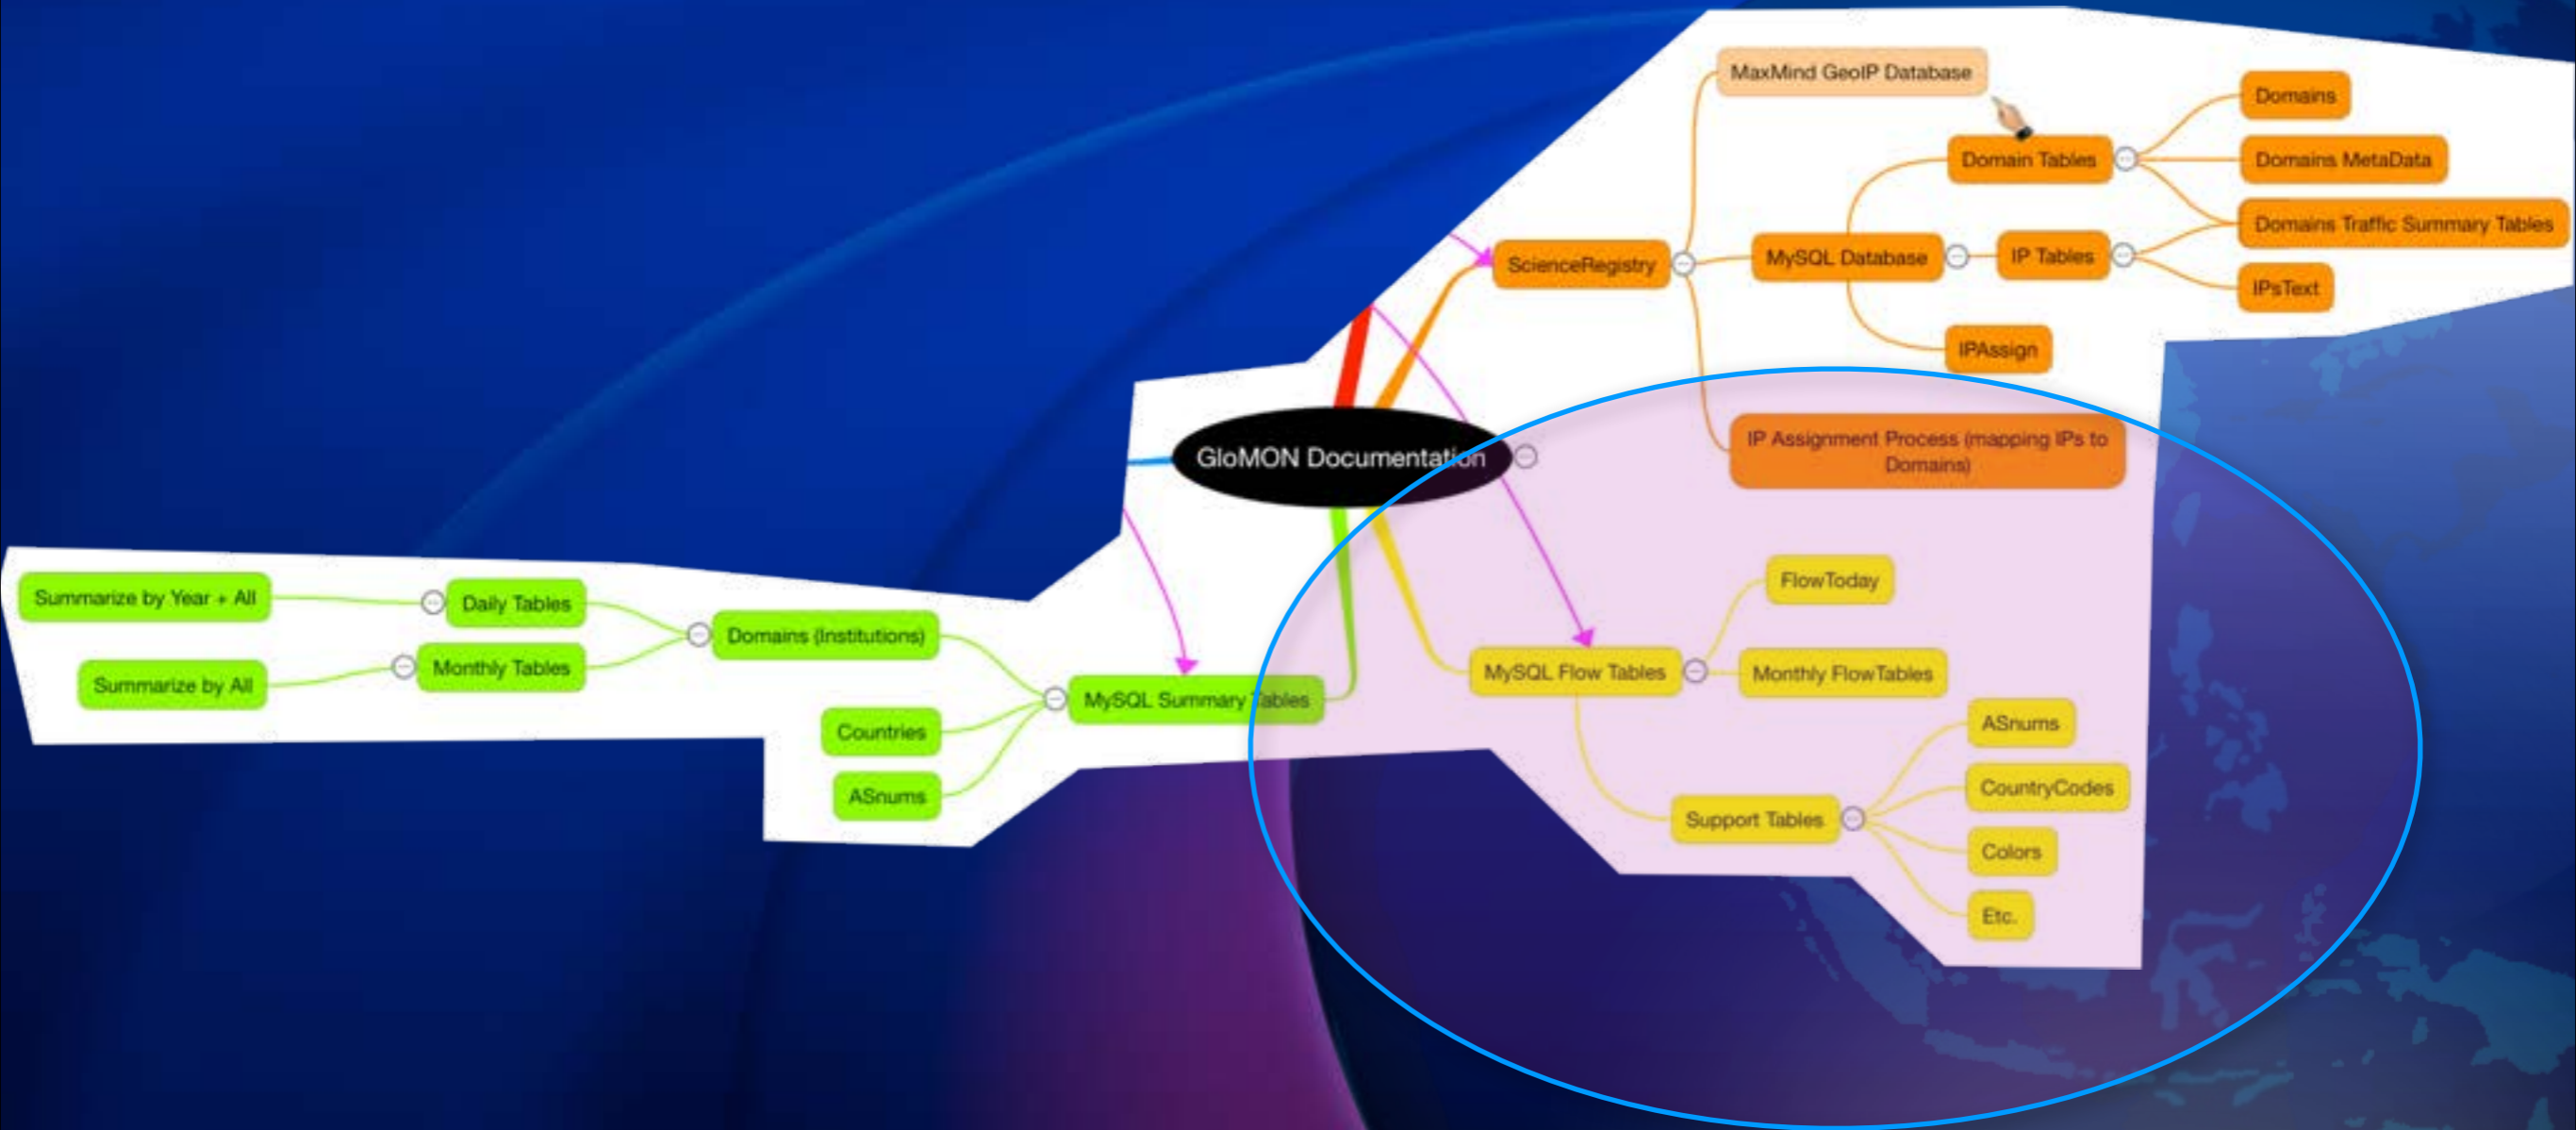 MaxMind GeoIP Database
Domains
Domain Tables
Domains MetaData
Domains Traffic Summary Tables
ScienceRegistry
MySQL Database
IP Tables
IPsText
IPAssign
IP Assignment Process (mapping IPs to
Domains)
GloMON Documentation
FlowToday
MySQL Flow Tables
Monthly FlowTables
ASnums
CountryCodes
Support Tables
Colors
Etc.
Summarize by Year + All
Daily Tables
Domains (Institutions)
Monthly Tables
Summarize by All
MySQL Summary Tables
Countries
ASnums